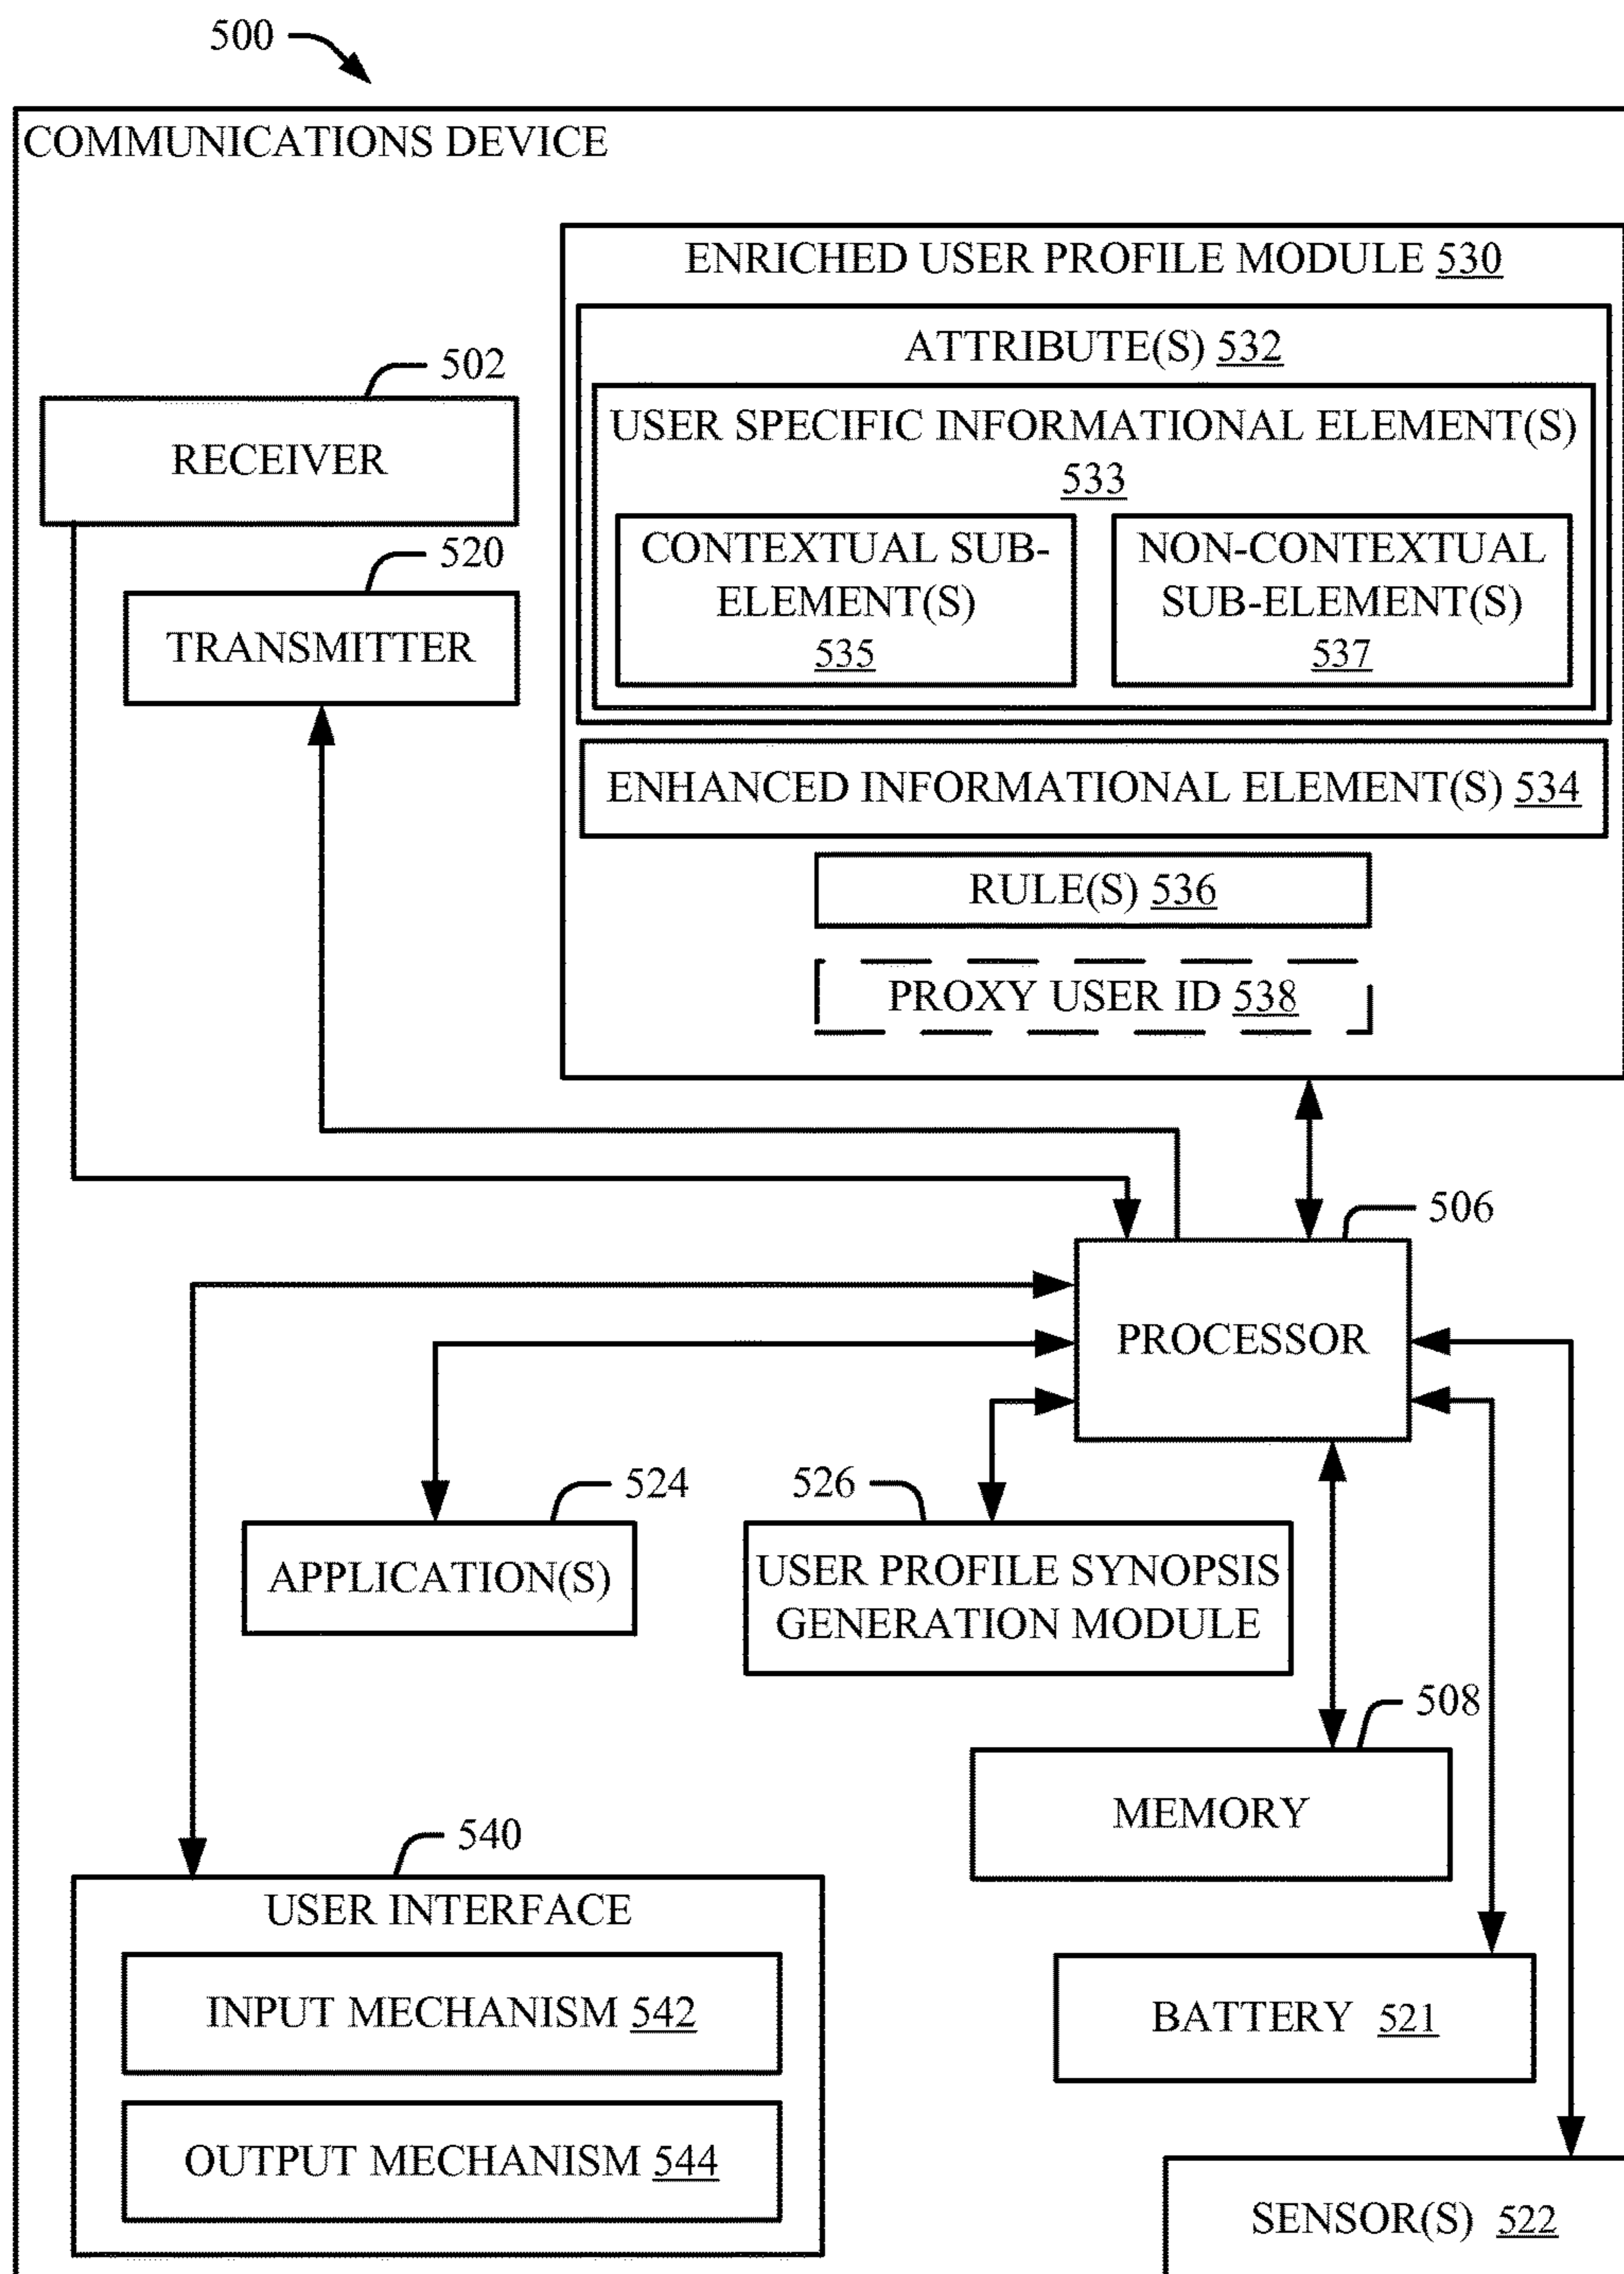 500
COMMUNICATIONS DEVICE
ENRICHED USER PROFILE MODULE 530
ATTRIBUTE(S) 532
USER SPECIFIC INFORMATIONAL ELEMENT(S)
533
CONTEXTUAL SUB-
ELEMENT(S)
535
NON-CONTEXTUAL
SUB-ELEMENT(S)
537
ENHANCED INFORMATIONAL ELEMENT(S) 534
RULE(S) 536
PROXY USER ID 538
502
RECEIVER
520
TRANSMITTER
506
PROCESSOR
524
APPLICATION(S)
526
USER PROFILE SYNOPSIS
GENERATION MODULE
508
MEMORY
540
USER INTERFACE
INPUT MECHANISM 542
OUTPUT MECHANISM 544
BATTERY 521
SENSOR(S) 522